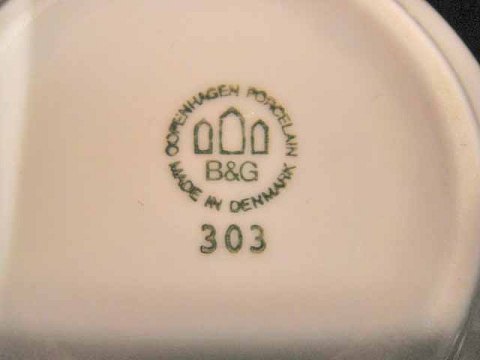 COPENHAGEN PORCELAIN
B&G
MADE IN DENMARK
303